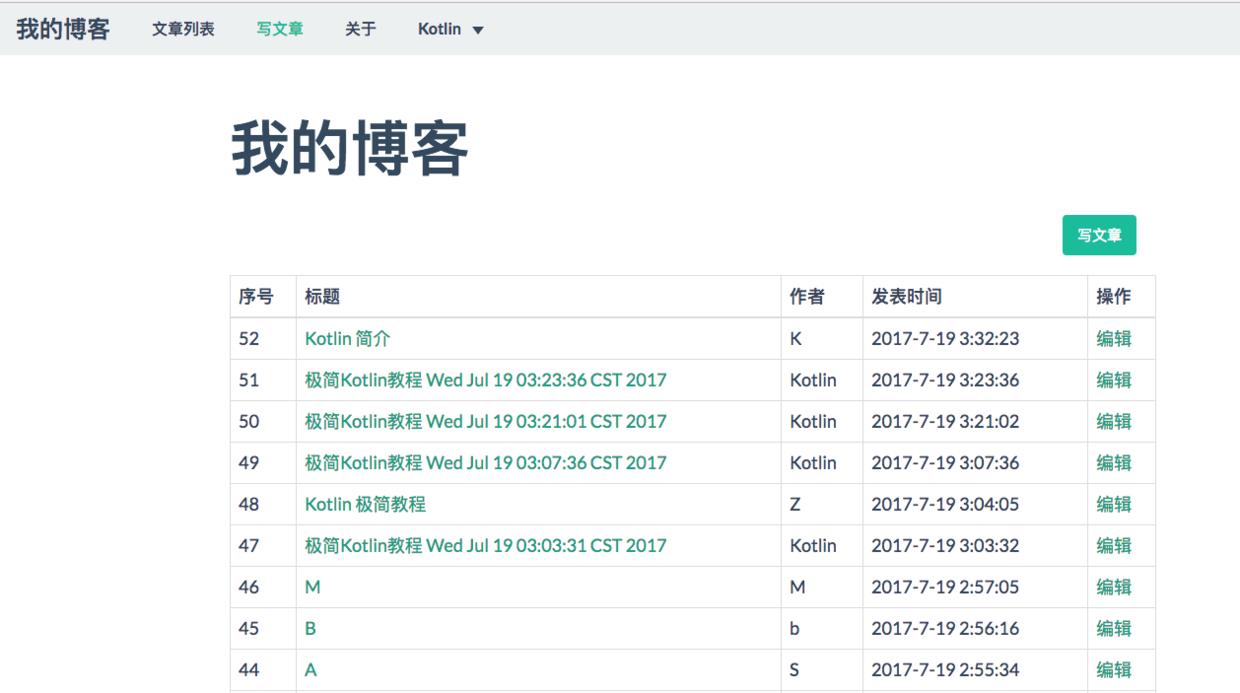 我的博客 文章列表 写文章 关于 Kotlin
我的博客
写文章
序号 标题 作者 发表时间 操作
52 Kotlin 简介 K 2017-7-19 3:32:23 编辑
51 极简Kotlin教程 Wed Jul 19 03:23:36 CST 2017 Kotlin 2017-7-19 3:23:36 编辑
50 极简Kotlin教程 Wed Jul 19 03:21:01 CST 2017 Kotlin 2017-7-19 3:21:02 编辑
49 极简Kotlin教程 Wed Jul 19 03:07:36 CST 2017 Kotlin 2017-7-19 3:07:36 编辑
48 Kotlin 极简教程 Z 2017-7-19 3:04:05 编辑
47 极简Kotlin教程 Wed Jul 19 03:03:31 CST 2017 Kotlin 2017-7-19 3:03:32 编辑
46 M M 2017-7-19 2:57:05 编辑
45 B b 2017-7-19 2:56:16 编辑
44 A S 2017-7-19 2:55:34 编辑